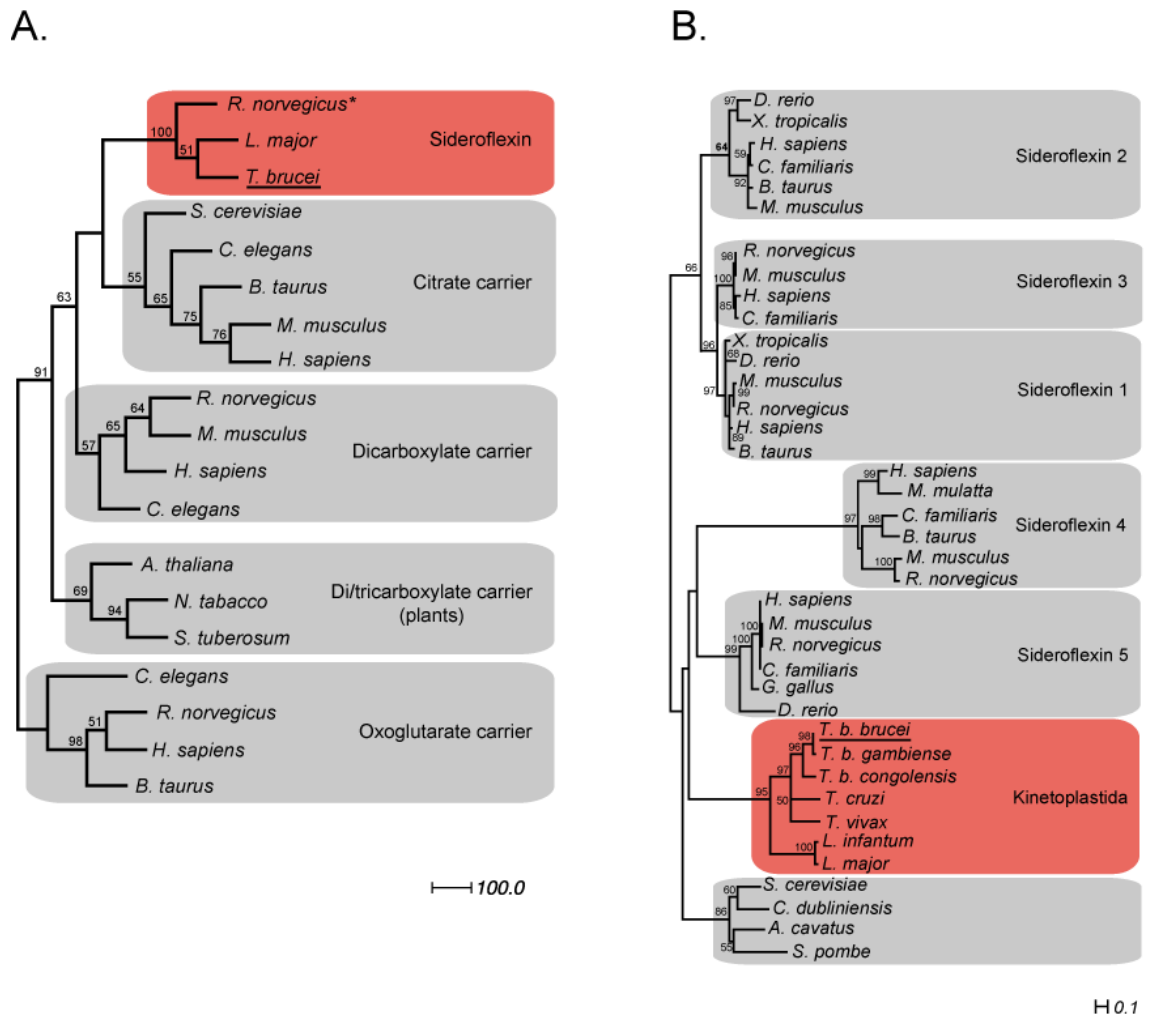 A.
R. norvegicus*
100
L. major
Sideroflexin
51
T. brucei
S. cerevisiae
C. elegans
55
Citrate carrier
65
B. taurus
63
75
M. musculus
76
H. sapiens
91
R. norvegicus
64
M. musculus
65
57
Dicarboxylate carrier
H. sapiens
C. elegans
A. thaliana
69
Di/tricarboxylate carrier
(plants)
N. tabacco
94
S. tuberosum
C. elegans
R. norvegicus
51
Oxoglutarate carrier
98
H. sapiens
B. taurus
100.0
B.
97
D. rerio
X. tropicalis
64
H. sapiens
59
Sideroflexin 2
C. familiaris
92
B. taurus
M. musculus
66
R. norvegicus
98
M. musculus
100
Sideroflexin 3
H. sapiens
85
C. familiaris
96
X. tropicalis
68
D. rerio
97
M. musculus
99
Sideroflexin 1
R. norvegicus
H. sapiens
89
B. taurus
H. sapiens
99
M. mulatta
97
C. familiaris
98
Sideroflexin 4
B. taurus
M. musculus
100
R. norvegicus
H. sapiens
M. musculus
100
100
R. norvegicus
99
Sideroflexin 5
C. familiaris
G. gallus
D. rerio
T. b. brucei
98
96
T. b. gambiense
97
T. b. congolensis
95
50
T. cruzi
Kinetoplastida
T. vivax
L. infantum
100
L. major
S. cerevisiae
60
86
C. dubliniensis
A. cavatus
55
S. pombe
0.1